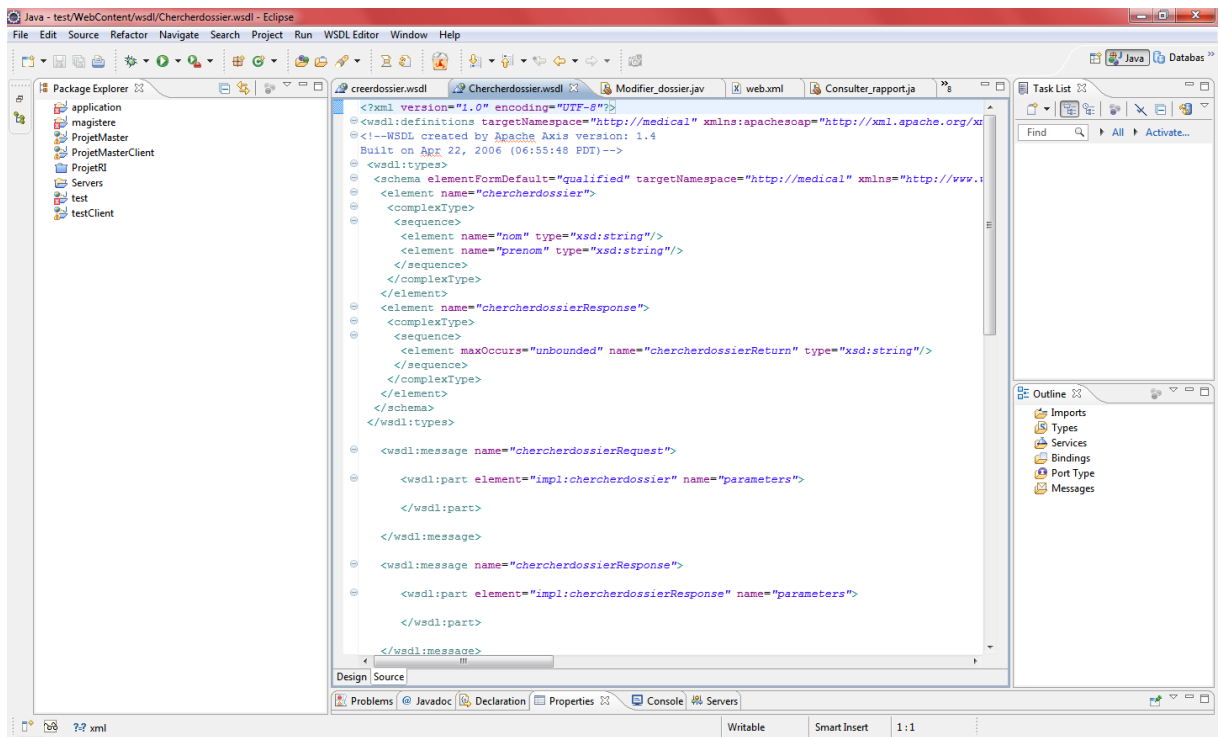 Java - test/WebContent/wsdl/Chercherdossier.wsdl - Eclipse
File Edit Source Refactor Navigate Search Project Run WSDL Editor Window Help
Java Databas »
Package Explorer
application
magistere
ProjetMaster
ProjetMasterClient
ProjetRI
Servers
test
testClient
creerdossier.wsdl Chercherdossier.wsdl Modifier_dossier.jav web.xml Consulter_rapport.ja »8
<?xml version="1.0" encoding="UTF-8"?>
<wsdl:definitions targetNamespace="http://medical" xmlns:apachesoap="http://xml.apache.org/xm
<!--WSDL created by Apache Axis version: 1.4
Built on Apr 22, 2006 (06:55:48 PDT)-->
<wsdl:types>
<schema elementFormDefault="qualified" targetNamespace="http://medical" xmlns="http://www.w
<element name="chercherdossier">
<complexType>
<sequence>
<element name="nom" type="xsd:string"/>
<element name="prenom" type="xsd:string"/>
</sequence>
</complexType>
</element>
<element name="chercherdossierResponse">
<complexType>
<sequence>
<element maxOccurs="unbounded" name="chercherdossierReturn" type="xsd:string"/>
</sequence>
</complexType>
</element>
</schema>
</wsdl:types>
<wsdl:message name="chercherdossierRequest">
<wsdl:part element="impl:chercherdossier" name="parameters">
</wsdl:part>
</wsdl:message>
<wsdl:message name="chercherdossierResponse">
<wsdl:part element="impl:chercherdossierResponse" name="parameters">
</wsdl:part>
</wsdl:message>
Design Source
Task List
Find All Activate...
Outline
Imports
Types
Services
Bindings
Port Type
Messages
Problems @ Javadoc Declaration Properties Console Servers
?=? xml Writable Smart Insert 1:1